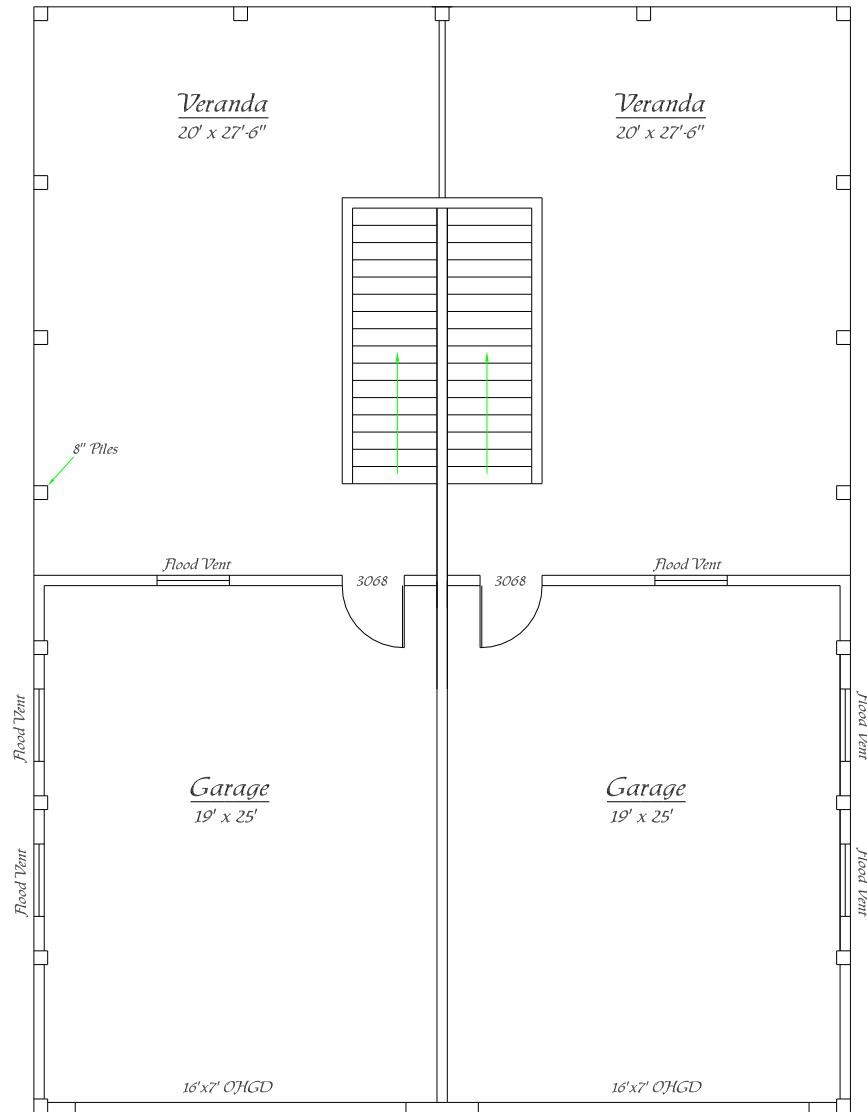 Veranda
20' x 27'-6"
Veranda
20' x 27'-6"
8" Piles
Flood Vent
3068
3068
Flood Vent
Flood Vent
Flood Vent
Garage
19' x 25'
Garage
19' x 25'
Flood Vent
Flood Vent
16'x7' OHGD
16'x7' OHGD